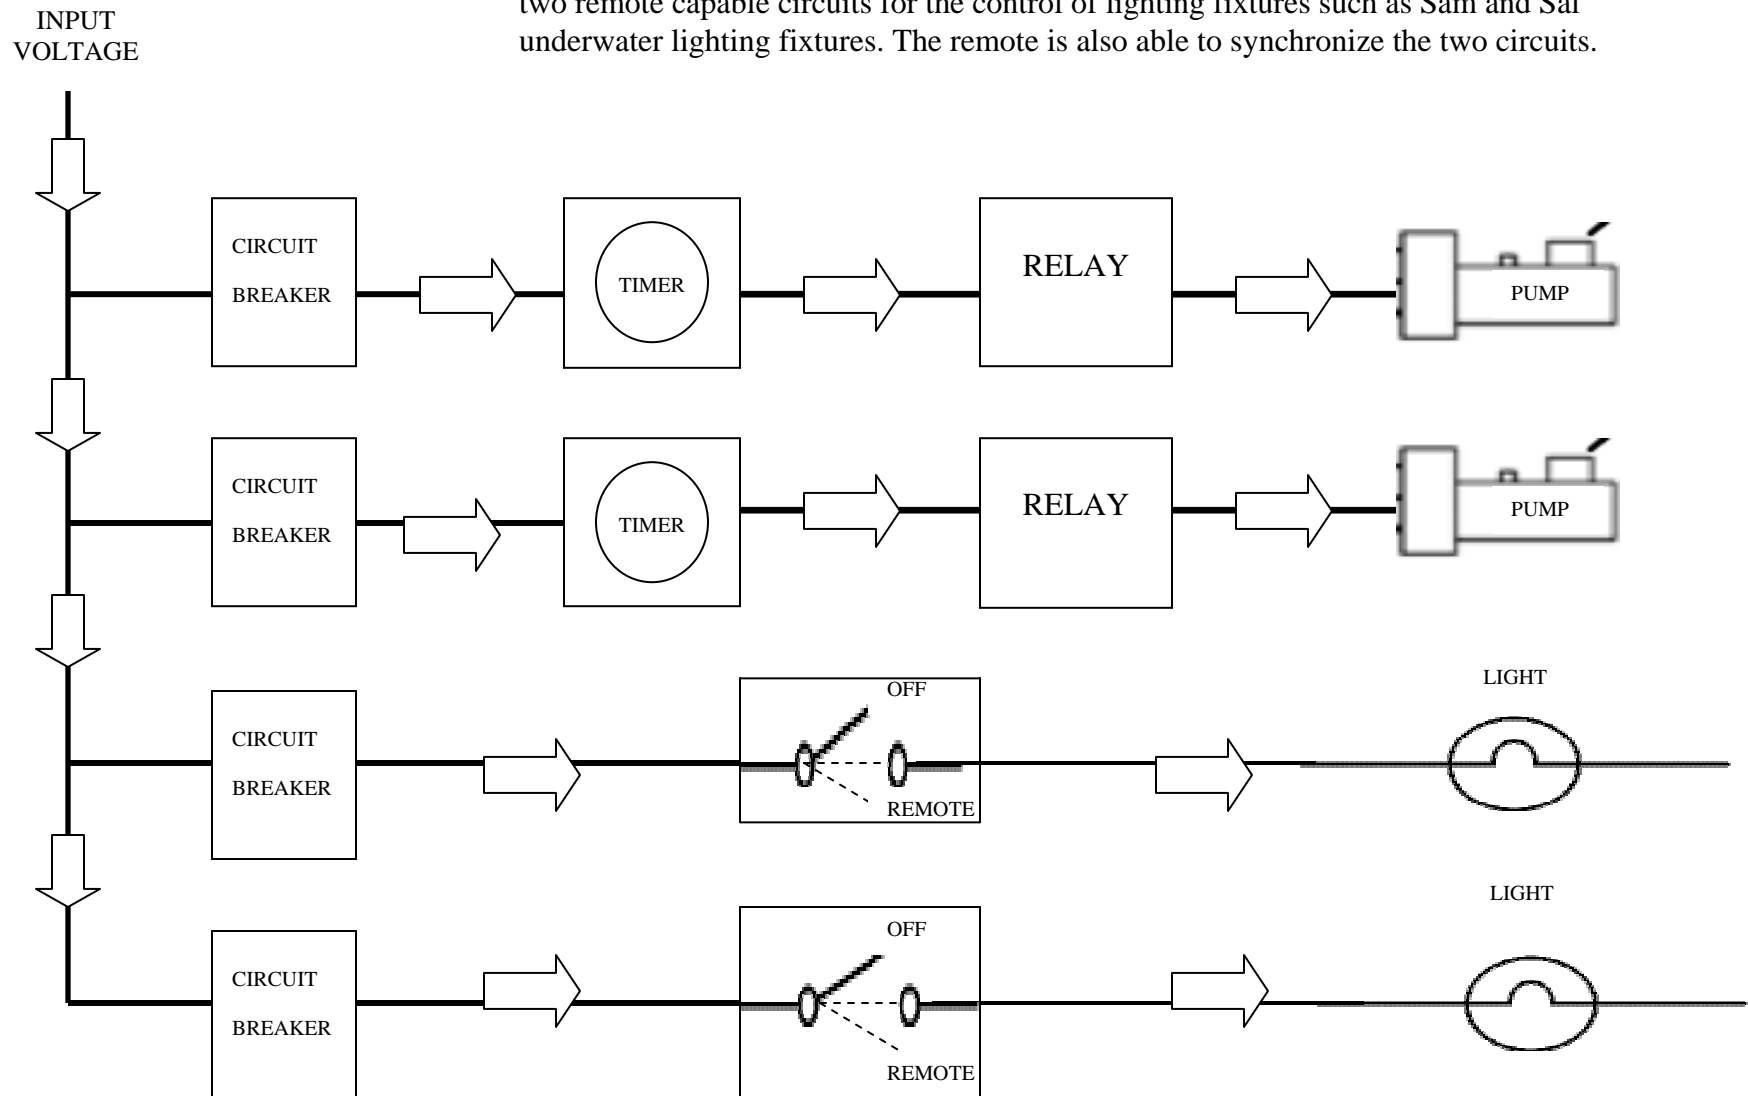 two remote capable circuits for the control of lighting fixtures such as Sam and Sal
underwater lighting fixtures. The remote is also able to synchronize the two circuits.
INPUT
VOLTAGE
CIRCUIT
BREAKER
TIMER
RELAY
PUMP
CIRCUIT
BREAKER
TIMER
RELAY
PUMP
CIRCUIT
BREAKER
OFF
REMOTE
LIGHT
CIRCUIT
BREAKER
OFF
REMOTE
LIGHT